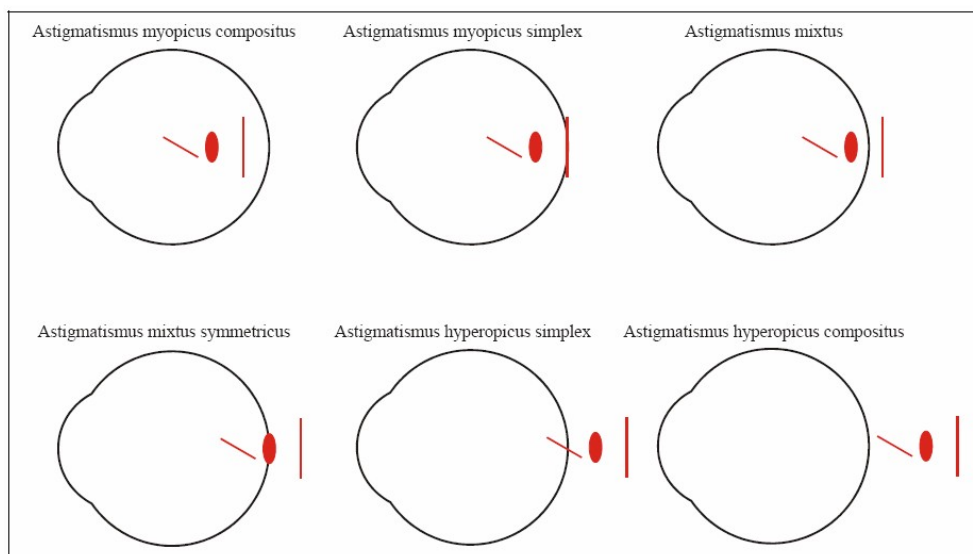 Astigmatismus myopicus compositus
Astigmatismus myopicus simplex
Astigmatismus mixtus
Astigmatismus mixtus symmetricus
Astigmatismus hyperopicus simplex
Astigmatismus hyperopicus compositus